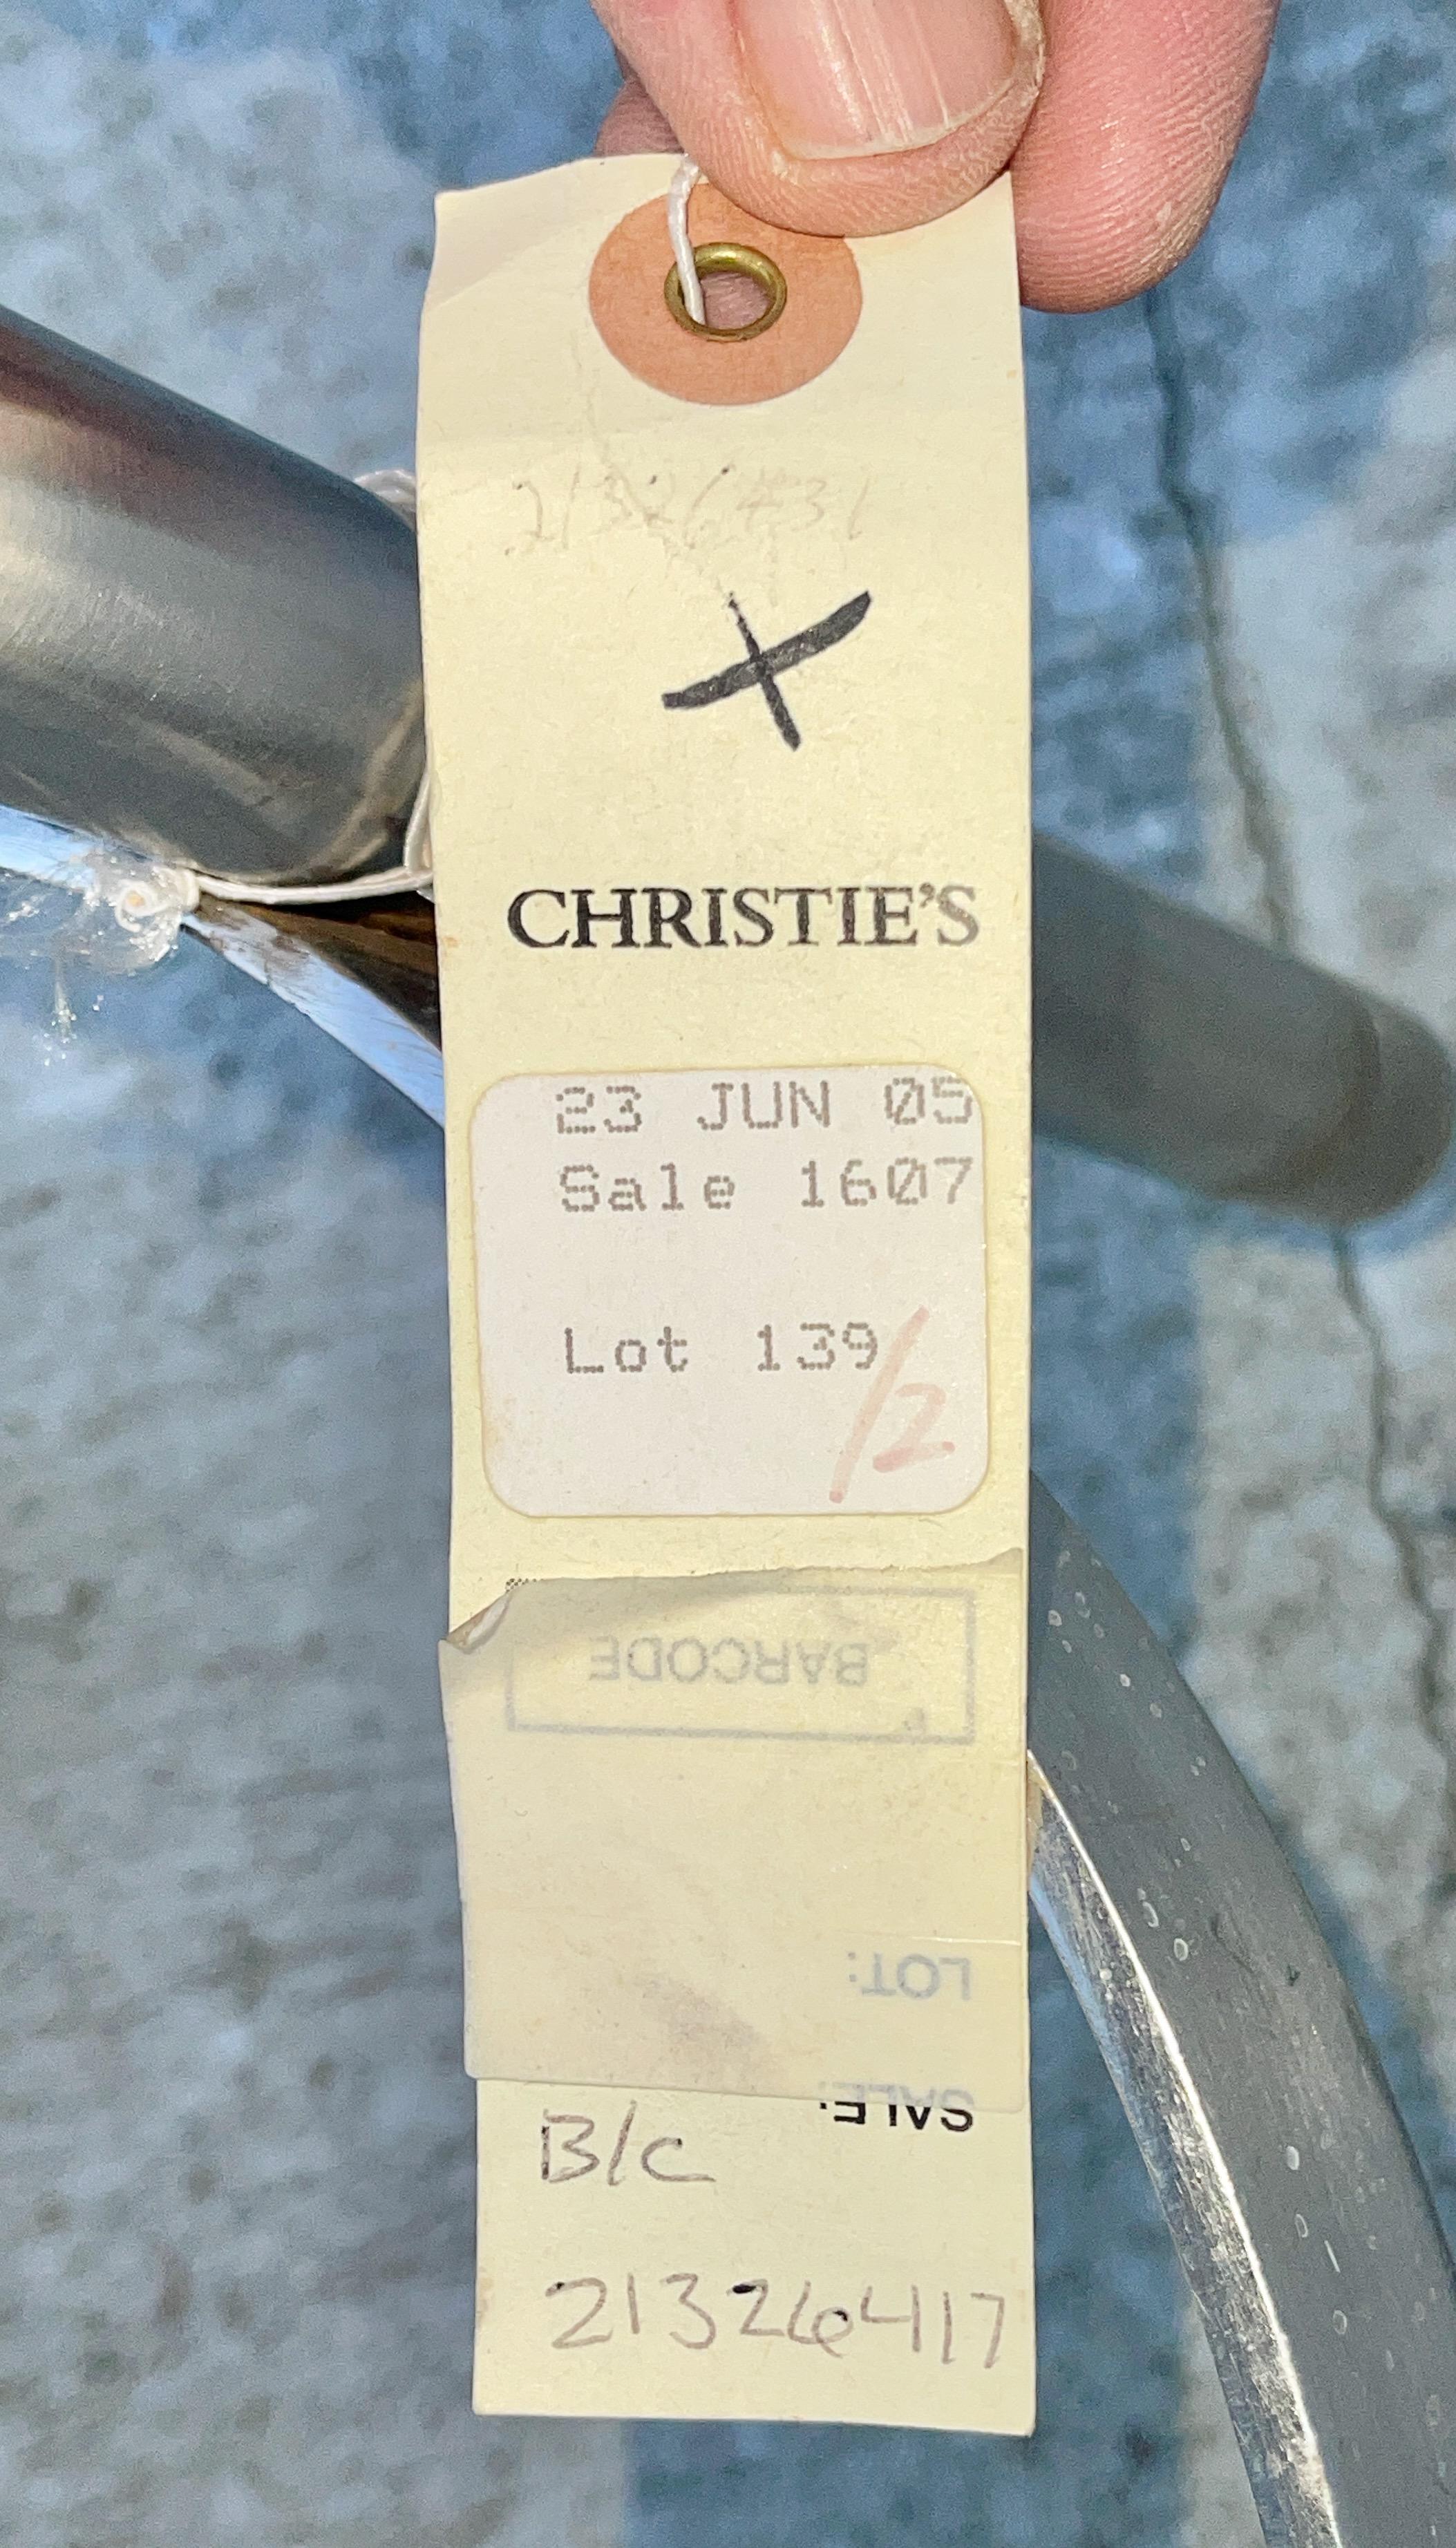 CHRISTIE'S
23 JUN 05
Sale 1607
Lot 139/2
BARCODE
LOT:
SALE:
B/C
21326417